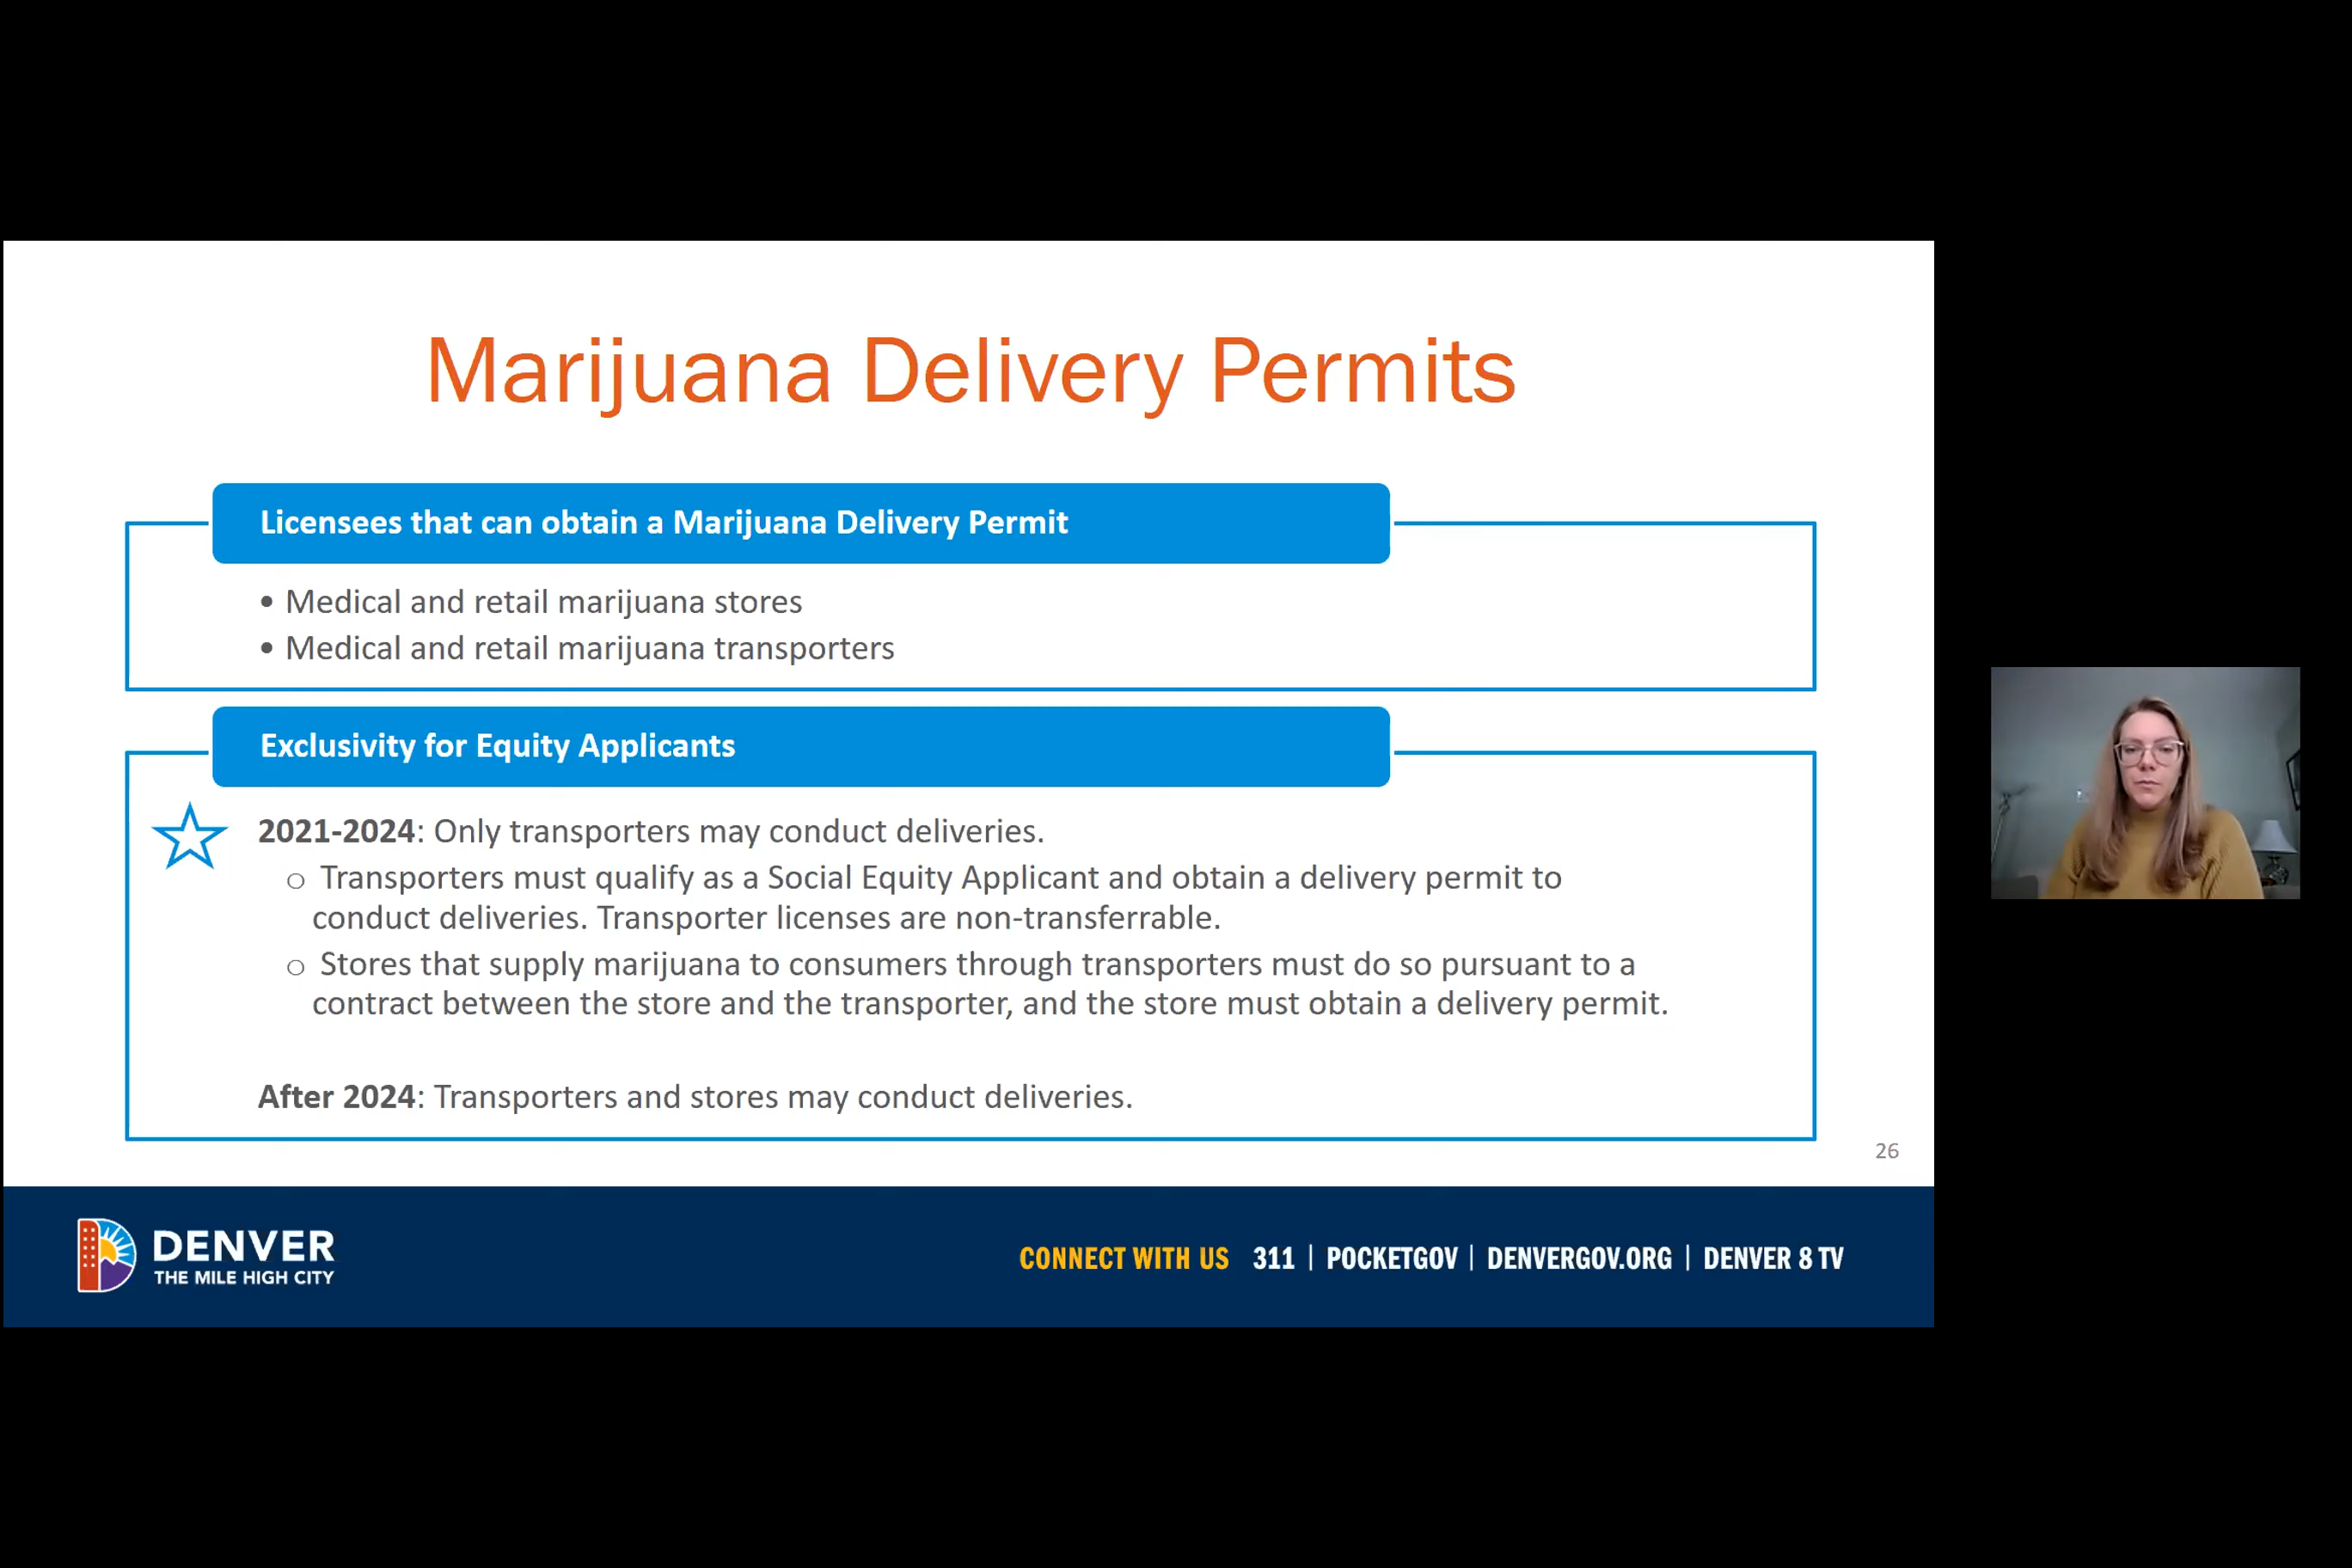 Marijuana Delivery Permits
Licensees that can obtain a Marijuana Delivery Permit
• Medical and retail marijuana stores
• Medical and retail marijuana transporters
Exclusivity for Equity Applicants
2021-2024: Only transporters may conduct deliveries.
o Transporters must qualify as a Social Equity Applicant and obtain a delivery permit to
conduct deliveries. Transporter licenses are non-transferrable.
o Stores that supply marijuana to consumers through transporters must do so pursuant to a
contract between the store and the transporter, and the store must obtain a delivery permit.
After 2024: Transporters and stores may conduct deliveries.
26
DENVER
THE MILE HIGH CITY
CONNECT WITH US 311 | POCKETGOV | DENVERGOV.ORG | DENVER 8 TV